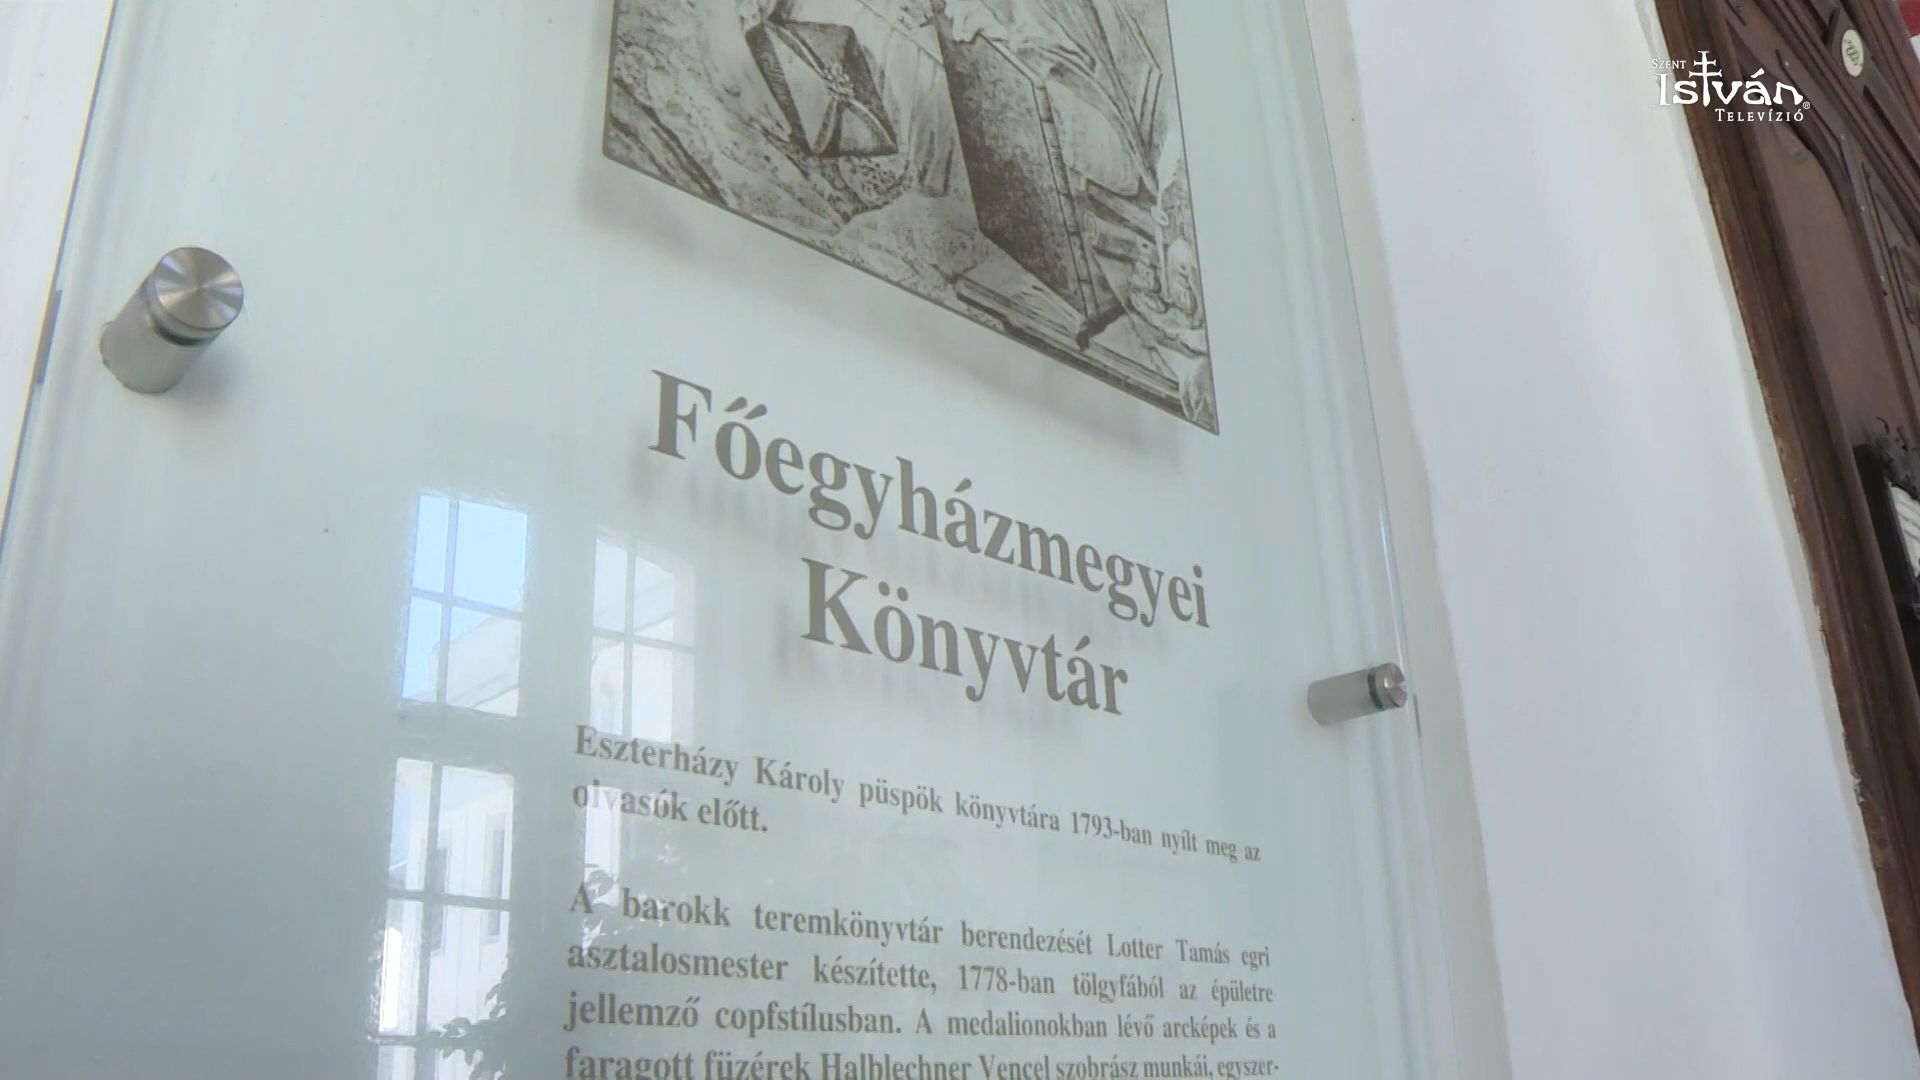 SZENT
István
TELEVÍZIÓ
Főegyházmegyei
Könyvtár
Eszterházy Károly püspök könyvtára 1793-ban nyílt meg az
olvasók előtt.
A barokk teremkönyvtár berendezését Lotter Tamás egri
asztalosmester készítette, 1778-ban tölgyfából az épületre
jellemző copfstílusban. A medalionokban lévő arcképek és a
faragott füzérek Halblechner Vencel szobrász munkái, egyszer-